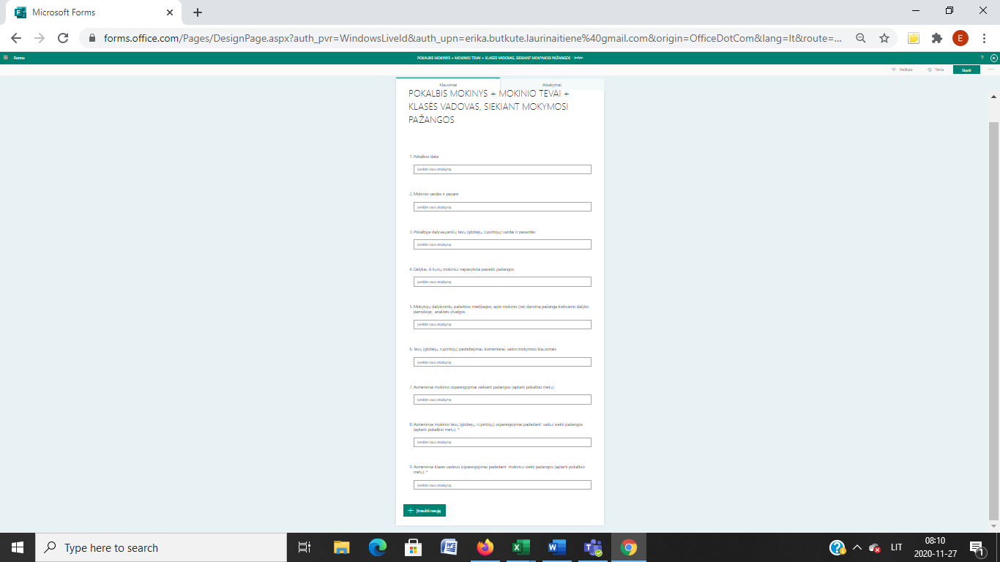 Microsoft Forms
forms.office.com/Pages/DesignPage.aspx?auth_pvr=WindowsLiveId&auth_upn=erika.butkute.laurinaitiene%40gmail.com&origin=OfficeDotCom&lang=lt&route=...
E
Forms
POKALBIS MOKINYS + MOKINIO TĖVAI + KLASĖS VADOVAS, SIEKIANT MOKYMOSI PAŽANGOS - Įrašyta
?
Peržiūra
Tema
Siųsti
Klausimai
Atsakymai
POKALBIS MOKINYS + MOKINIO TĖVAI +
KLASĖS VADOVAS, SIEKIANT MOKYMOSI
PAŽANGOS
1. Pokalbio data
Įveskite savo atsakymą
2. Mokinio vardas ir pavardė
Įveskite savo atsakymą
3. Pokalbyje dalyvaujančių tėvų (globėjų, rūpintojų) vardai ir pavardės
Įveskite savo atsakymą
4. Dalykai, iš kurių mokiniui nepavyksta pasiekti pažangos
Įveskite savo atsakymą
5. Mokytojų dalykininkų pateiktos medžiagos, apie mokinio (ne) daromą pažangą kiekvieno dalyko
pamokoje, analizės įžvalgos.
Įveskite savo atsakymą
6. Tėvų (globėjų, rūpintojų) pastebėjimai, komentarai, vaiko mokymosi klausimais
Įveskite savo atsakymą
7. Asmeniniai mokinio įsipareigojimai siekiant pažangos (aptarti pokalbio metu).
Įveskite savo atsakymą
8. Asmeniniai mokinio tėvų (globėjų, rūpintojų) įsipareigojimai padedant vaikui siekti pažangos
(aptarti pokalbio metu). *
Įveskite savo atsakymą
9. Asmeniniai klasės vadovo įsipareigojimai padedant mokiniui siekti pažangos (aptarti pokalbio
metu). *
Įveskite savo atsakymą
+ Įtraukti naują
Type here to search
LIT
08:10
2020-11-27
1